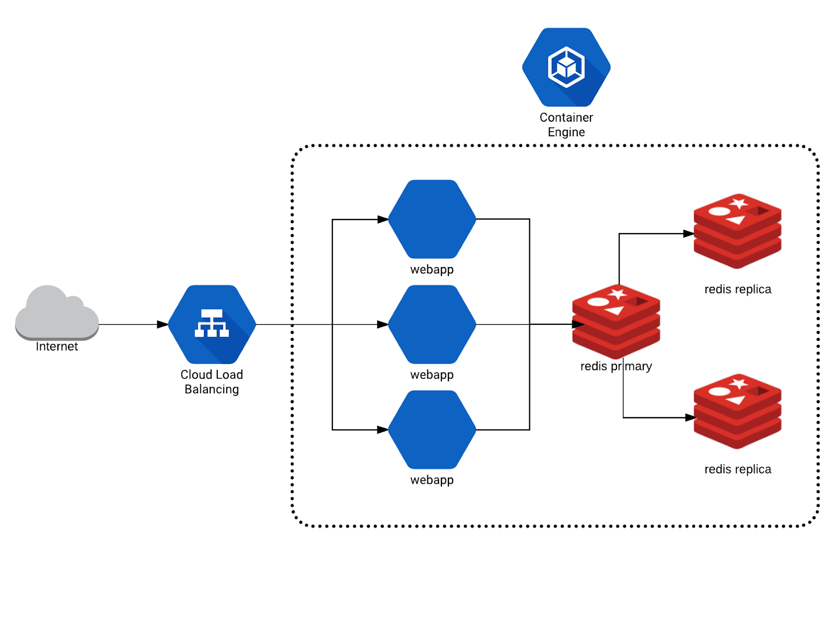 Container
Engine
Internet
Cloud Load
Balancing
webapp
webapp
webapp
redis primary
redis replica
redis replica